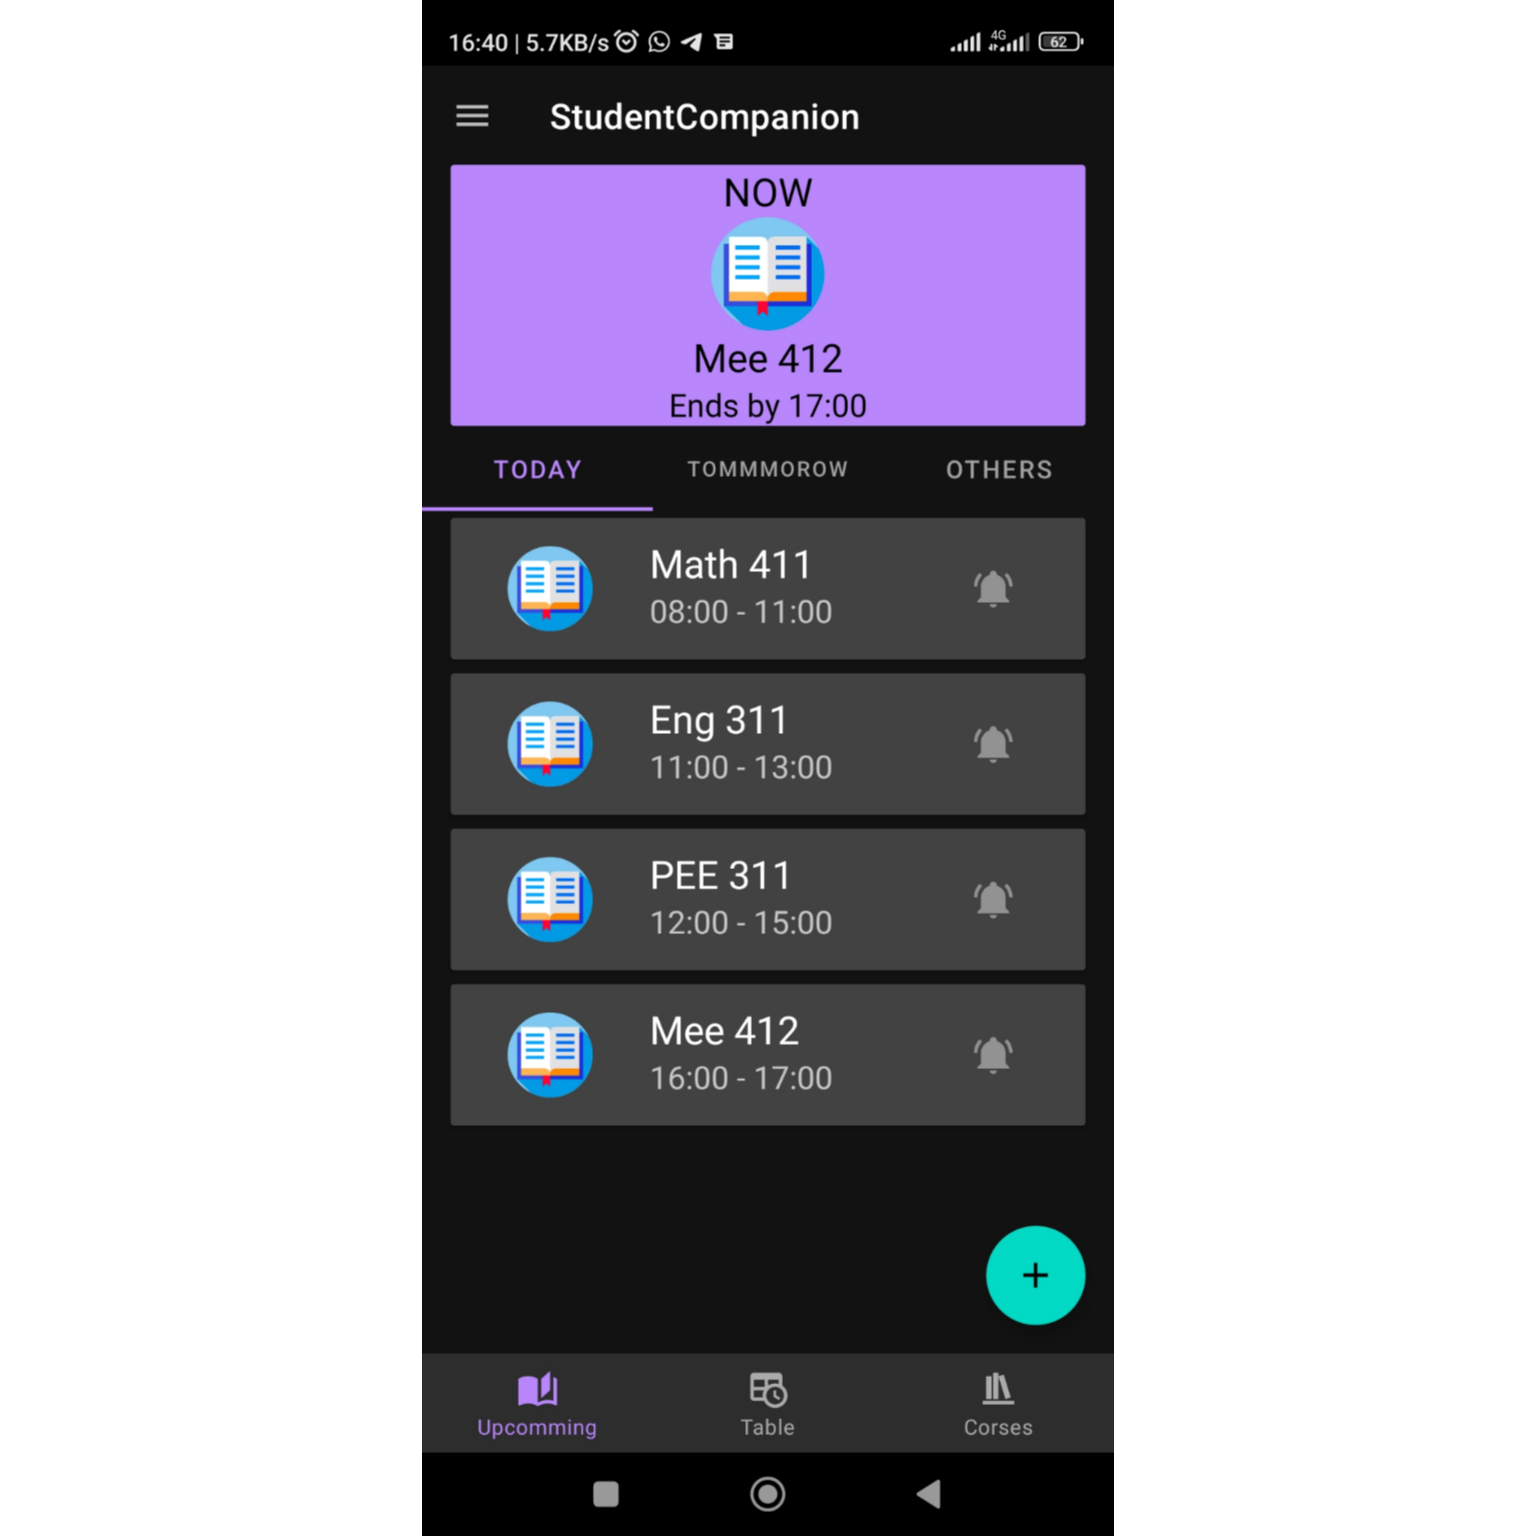 16:40 | 5.7KB/s 4G 62
StudentCompanion
NOW
Mee 412
Ends by 17:00
TODAY TOMMMOROW OTHERS
Math 411
08:00 - 11:00
Eng 311
11:00 - 13:00
PEE 311
12:00 - 15:00
Mee 412
16:00 - 17:00
+
Upcomming Table Corses